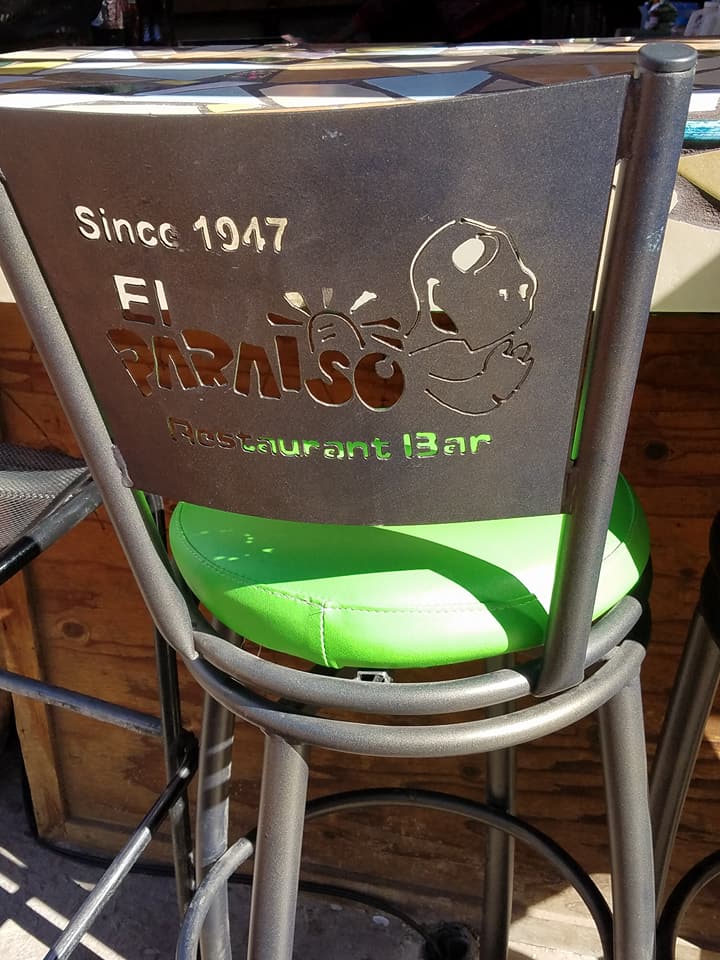 Since 1947
El
PARAISO
Restaurant Bar